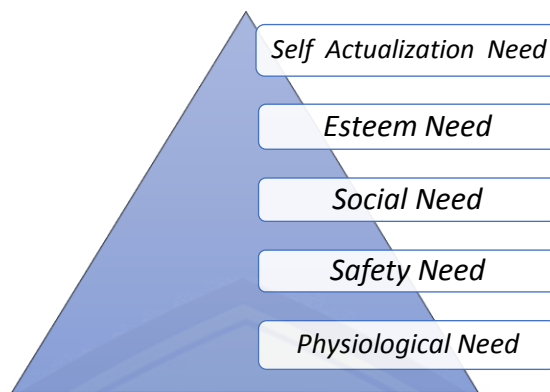 Self Actualization Need
Esteem Need
Social Need
Safety Need
Physiological Need